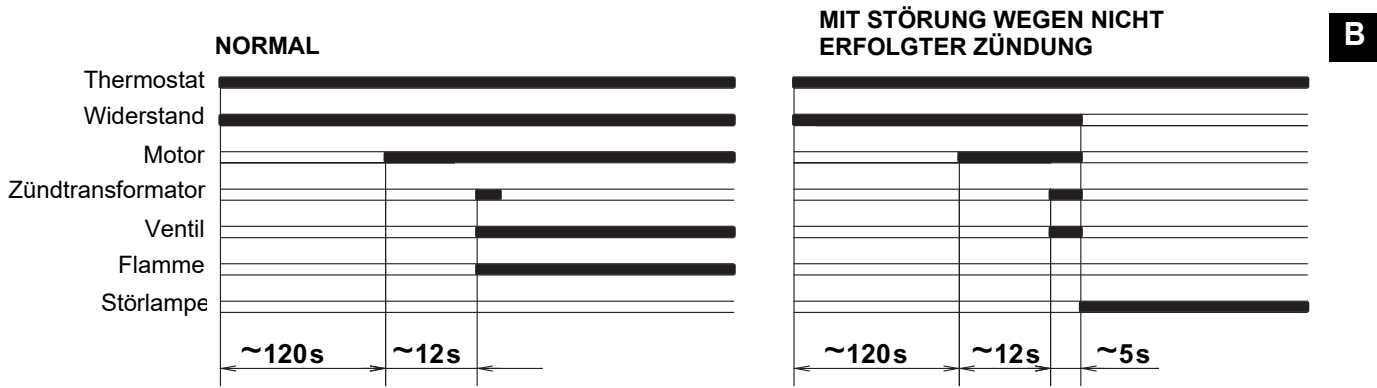 MIT STÖRUNG WEGEN NICHT
ERFOLGTER ZÜNDUNG
B
NORMAL
Thermostat
Widerstand
Motor
Zündtransformator
Ventil
Flamme
Störlampe
~120s ~12s ~120s ~12s ~5s